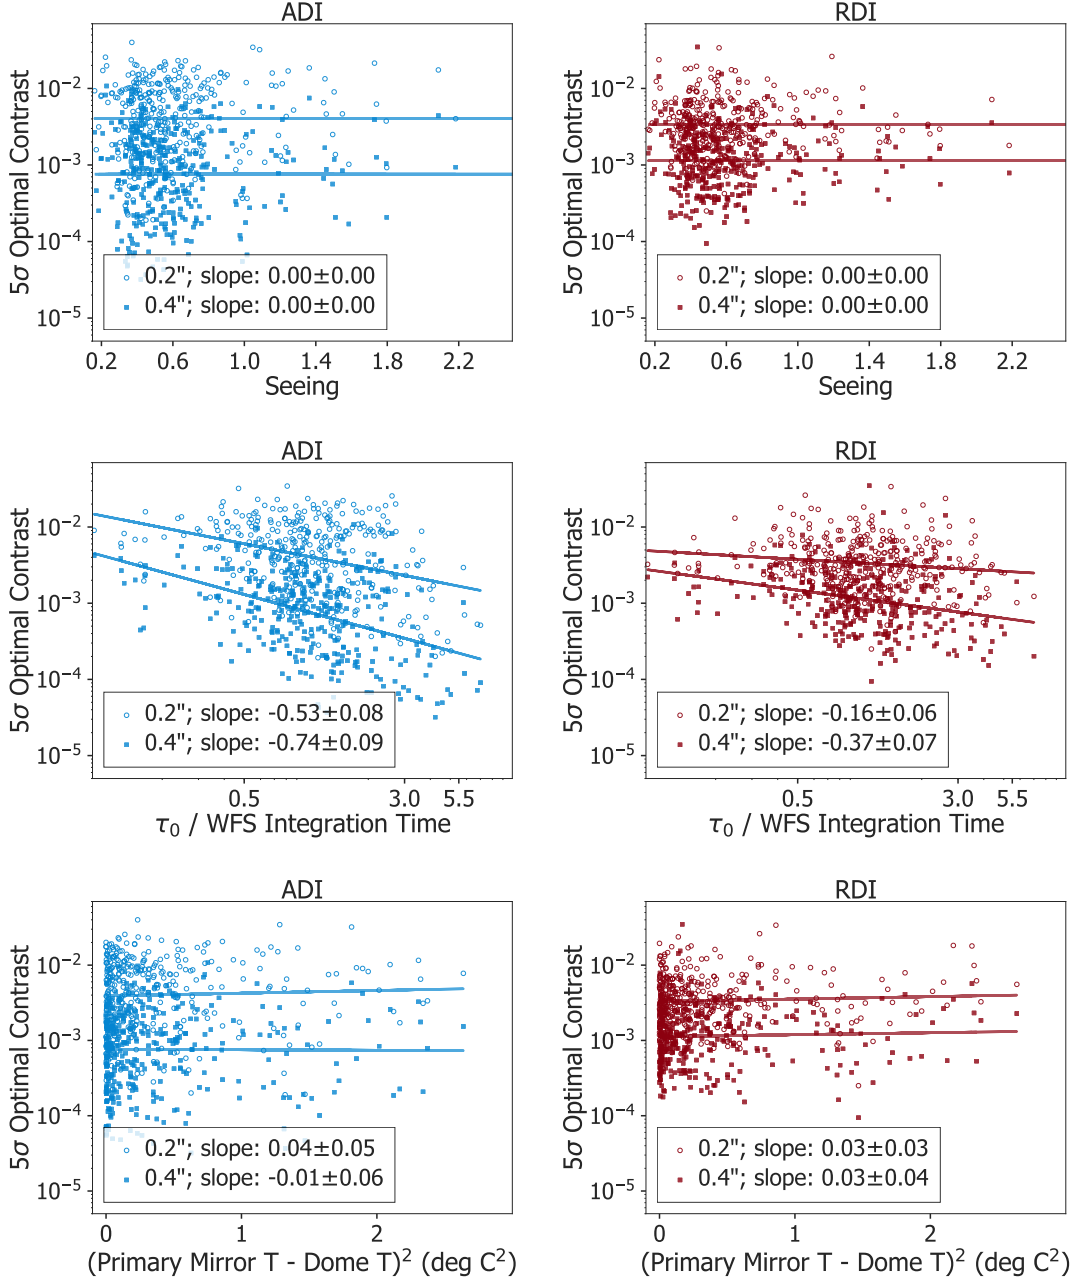 ADI
5σ Optimal Contrast
10⁻²
10⁻³
10⁻⁴
10⁻⁵
0.2"; slope: 0.00±0.00
0.4"; slope: 0.00±0.00
0.2 0.6 1.0 1.4 1.8 2.2
Seeing
RDI
5σ Optimal Contrast
10⁻²
10⁻³
10⁻⁴
10⁻⁵
0.2"; slope: 0.00±0.00
0.4"; slope: 0.00±0.00
0.2 0.6 1.0 1.4 1.8 2.2
Seeing
ADI
5σ Optimal Contrast
10⁻²
10⁻³
10⁻⁴
10⁻⁵
0.2"; slope: -0.53±0.08
0.4"; slope: -0.74±0.09
0.5 3.0 5.5
τ₀ / WFS Integration Time
RDI
5σ Optimal Contrast
10⁻²
10⁻³
10⁻⁴
10⁻⁵
0.2"; slope: -0.16±0.06
0.4"; slope: -0.37±0.07
0.5 3.0 5.5
τ₀ / WFS Integration Time
ADI
5σ Optimal Contrast
10⁻²
10⁻³
10⁻⁴
10⁻⁵
0.2"; slope: 0.04±0.05
0.4"; slope: -0.01±0.06
0 1 2
(Primary Mirror T - Dome T)² (deg C²)
RDI
5σ Optimal Contrast
10⁻²
10⁻³
10⁻⁴
10⁻⁵
0.2"; slope: 0.03±0.03
0.4"; slope: 0.03±0.04
0 1 2
(Primary Mirror T - Dome T)² (deg C²)